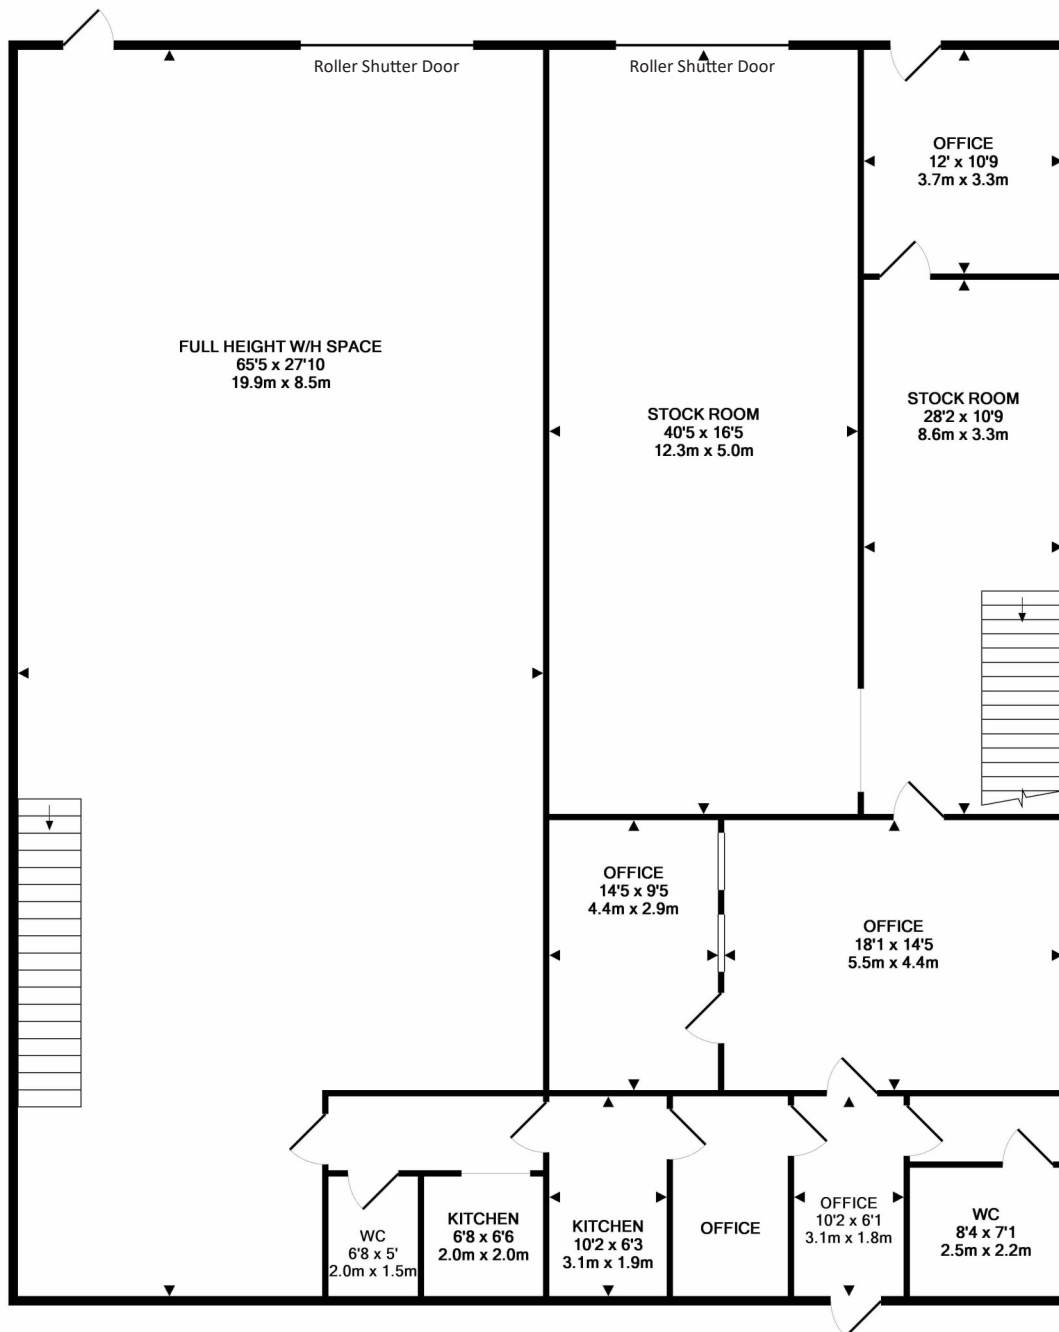 Roller Shutter Door
Roller Shutter Door
OFFICE
12' x 10'9
3.7m x 3.3m
FULL HEIGHT W/H SPACE
65'5 x 27'10
19.9m x 8.5m
STOCK ROOM
40'5 x 16'5
12.3m x 5.0m
STOCK ROOM
28'2 x 10'9
8.6m x 3.3m
OFFICE
14'5 x 9'5
4.4m x 2.9m
OFFICE
18'1 x 14'5
5.5m x 4.4m
WC
6'8 x 5'
2.0m x 1.5m
KITCHEN
6'8 x 6'6
2.0m x 2.0m
KITCHEN
10'2 x 6'3
3.1m x 1.9m
OFFICE
OFFICE
10'2 x 6'1
3.1m x 1.8m
WC
8'4 x 7'1
2.5m x 2.2m